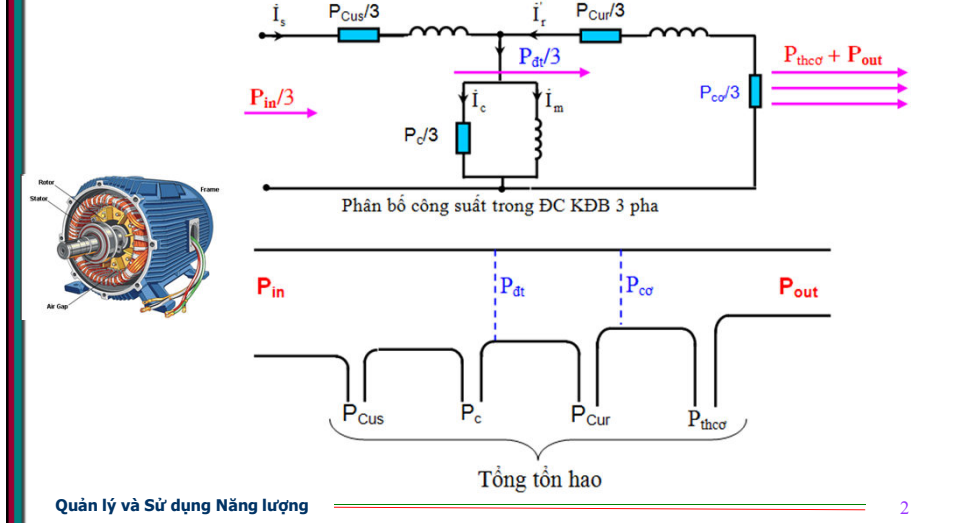 İs PCus/3 İ'r PCur/3
Pđt/3
Pthcơ + Pout
Pin/3
İc İm
Pcơ/3
Pc/3
Phân bố công suất trong ĐC KĐB 3 pha
Rotor
Stator
Frame
Air Gap
Pin Pđt Pcơ Pout
PCus Pc PCur Pthcơ
Tổng tổn hao
Quản lý và Sử dụng Năng lượng 2